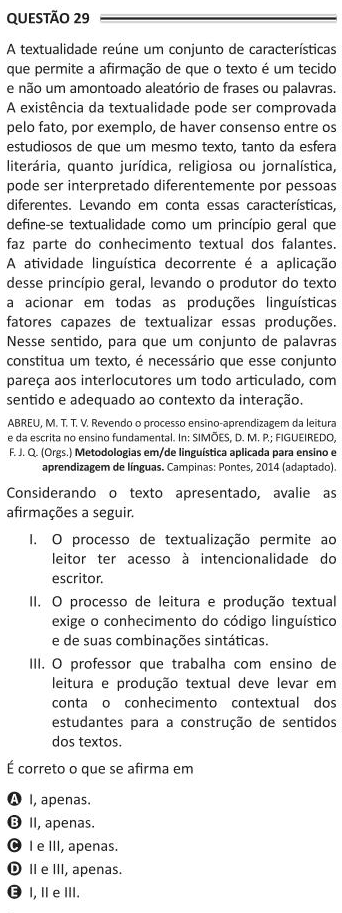 QUESTÃO 29
A textualidade reúne um conjunto de características
que permite a afirmação de que o texto é um tecido
e não um amontoado aleatório de frases ou palavras.
A existência da textualidade pode ser comprovada
pelo fato, por exemplo, de haver consenso entre os
estudiosos de que um mesmo texto, tanto da esfera
literária, quanto jurídica, religiosa ou jornalística,
pode ser interpretado diferentemente por pessoas
diferentes. Levando em conta essas características,
define-se textualidade como um princípio geral que
faz parte do conhecimento textual dos falantes.
A atividade linguística decorrente é a aplicação
desse princípio geral, levando o produtor do texto
a acionar em todas as produções linguísticas
fatores capazes de textualizar essas produções.
Nesse sentido, para que um conjunto de palavras
constitua um texto, é necessário que esse conjunto
pareça aos interlocutores um todo articulado, com
sentido e adequado ao contexto da interação.
ABREU, M. T. T. V. Revendo o processo ensino-aprendizagem da leitura
e da escrita no ensino fundamental. In: SIMÕES, D. M. P.; FIGUEIREDO,
F. J. Q. (Orgs.) Metodologias em/de linguística aplicada para ensino e
aprendizagem de línguas. Campinas: Pontes, 2014 (adaptado).
Considerando o texto apresentado, avalie as
afirmações a seguir.
I. O processo de textualização permite ao
leitor ter acesso à intencionalidade do
escritor.
II. O processo de leitura e produção textual
exige o conhecimento do código linguístico
e de suas combinações sintáticas.
III. O professor que trabalha com ensino de
leitura e produção textual deve levar em
conta o conhecimento contextual dos
estudantes para a construção de sentidos
dos textos.
É correto o que se afirma em
A I, apenas.
B II, apenas.
C I e III, apenas.
D II e III, apenas.
E I, II e III.